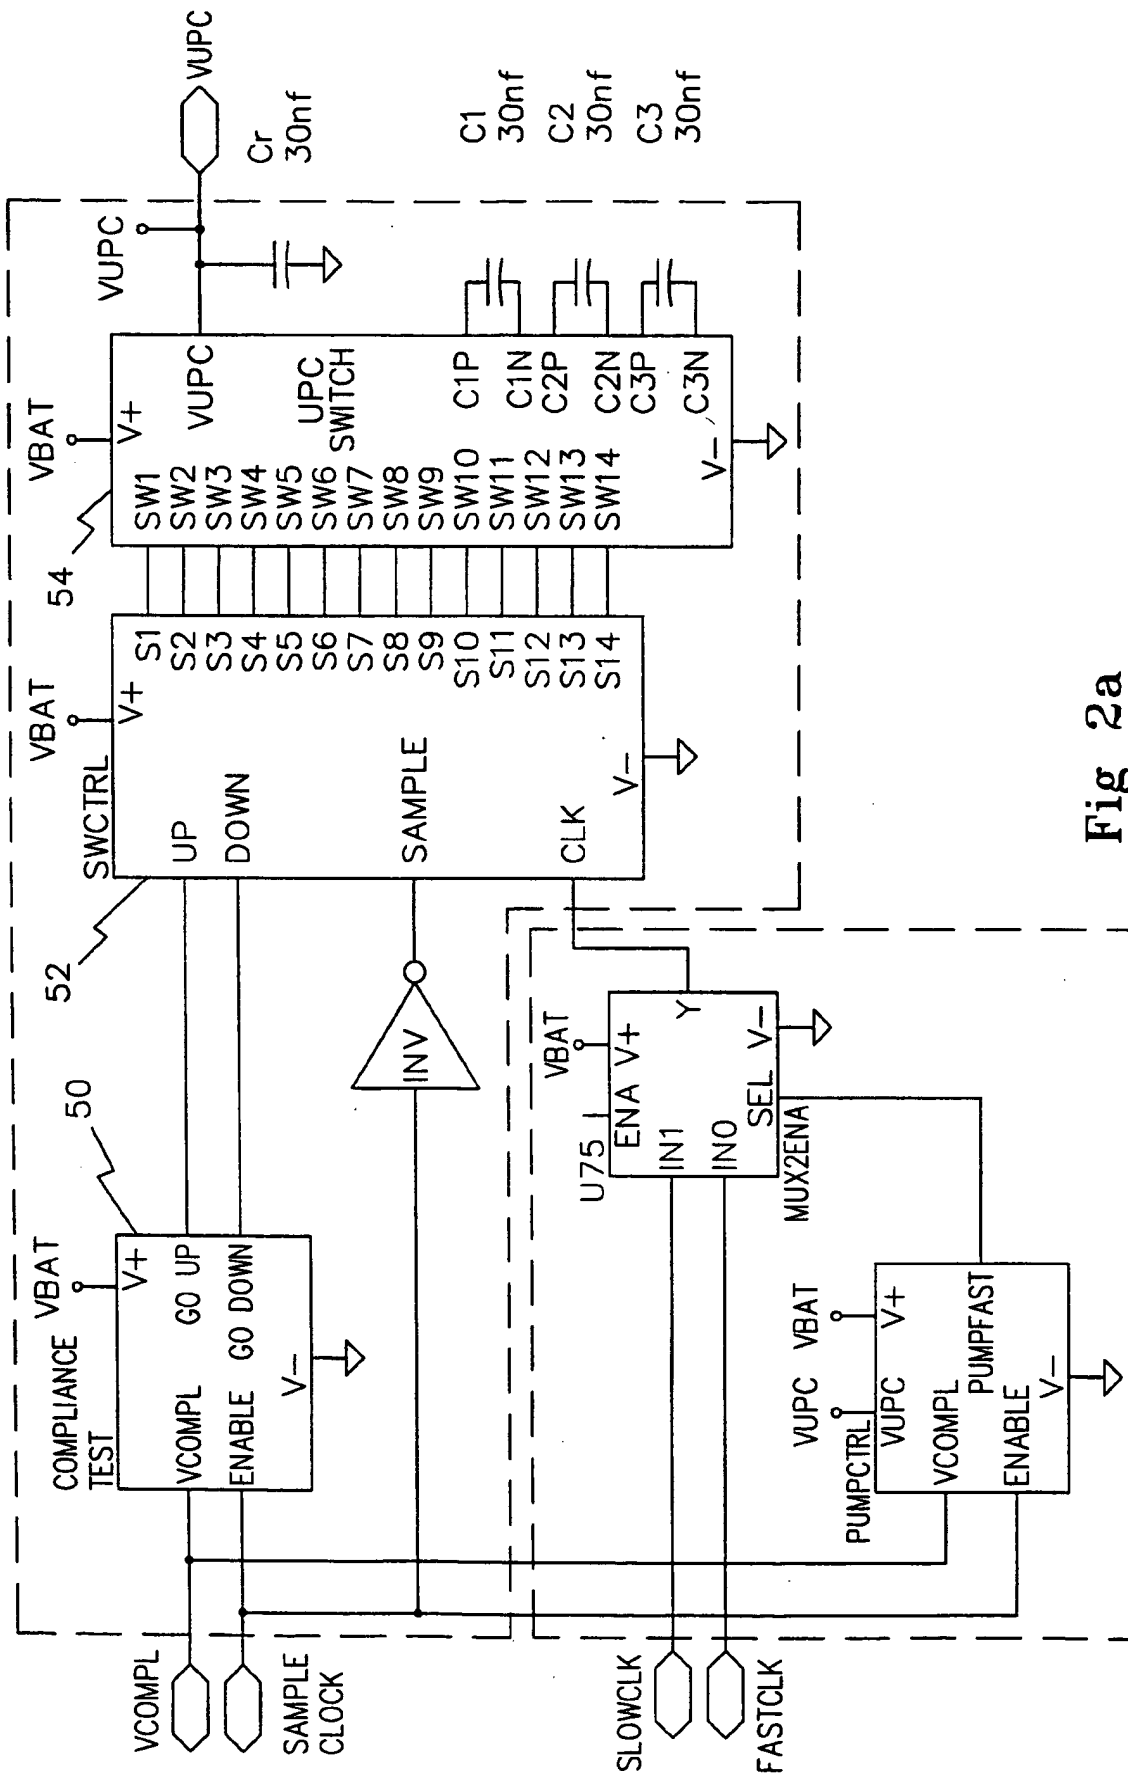 VCOMPL
SAMPLE
CLOCK
SLOWCLK
FASTCLK
COMPLIANCE
TEST
VBAT
50
V+
VCOMPL
GO UP
ENABLE
GO DOWN
V-
INV
52
SWCTRL
VBAT
V+
UP
DOWN
SAMPLE
CLK
V-
S1
S2
S3
S4
S5
S6
S7
S8
S9
S10
S11
S12
S13
S14
54
VBAT
V+
SW1
SW2
SW3
SW4
SW5
SW6
SW7
SW8
SW9
SW10
SW11
SW12
SW13
SW14
VUPC
UPC
SWITCH
C1P
C1N
C2P
C2N
C3P
C3N
V-
VUPC
VUPC
Cr
30nf
C1
30nf
C2
30nf
C3
30nf
U75
VBAT
ENA
V+
IN1
IN0
Y
SEL
V-
MUX2ENA
PUMPCTRL
VUPC
VBAT
VUPC
V+
VCOMPL
PUMPFAST
ENABLE
V-
Fig 2a